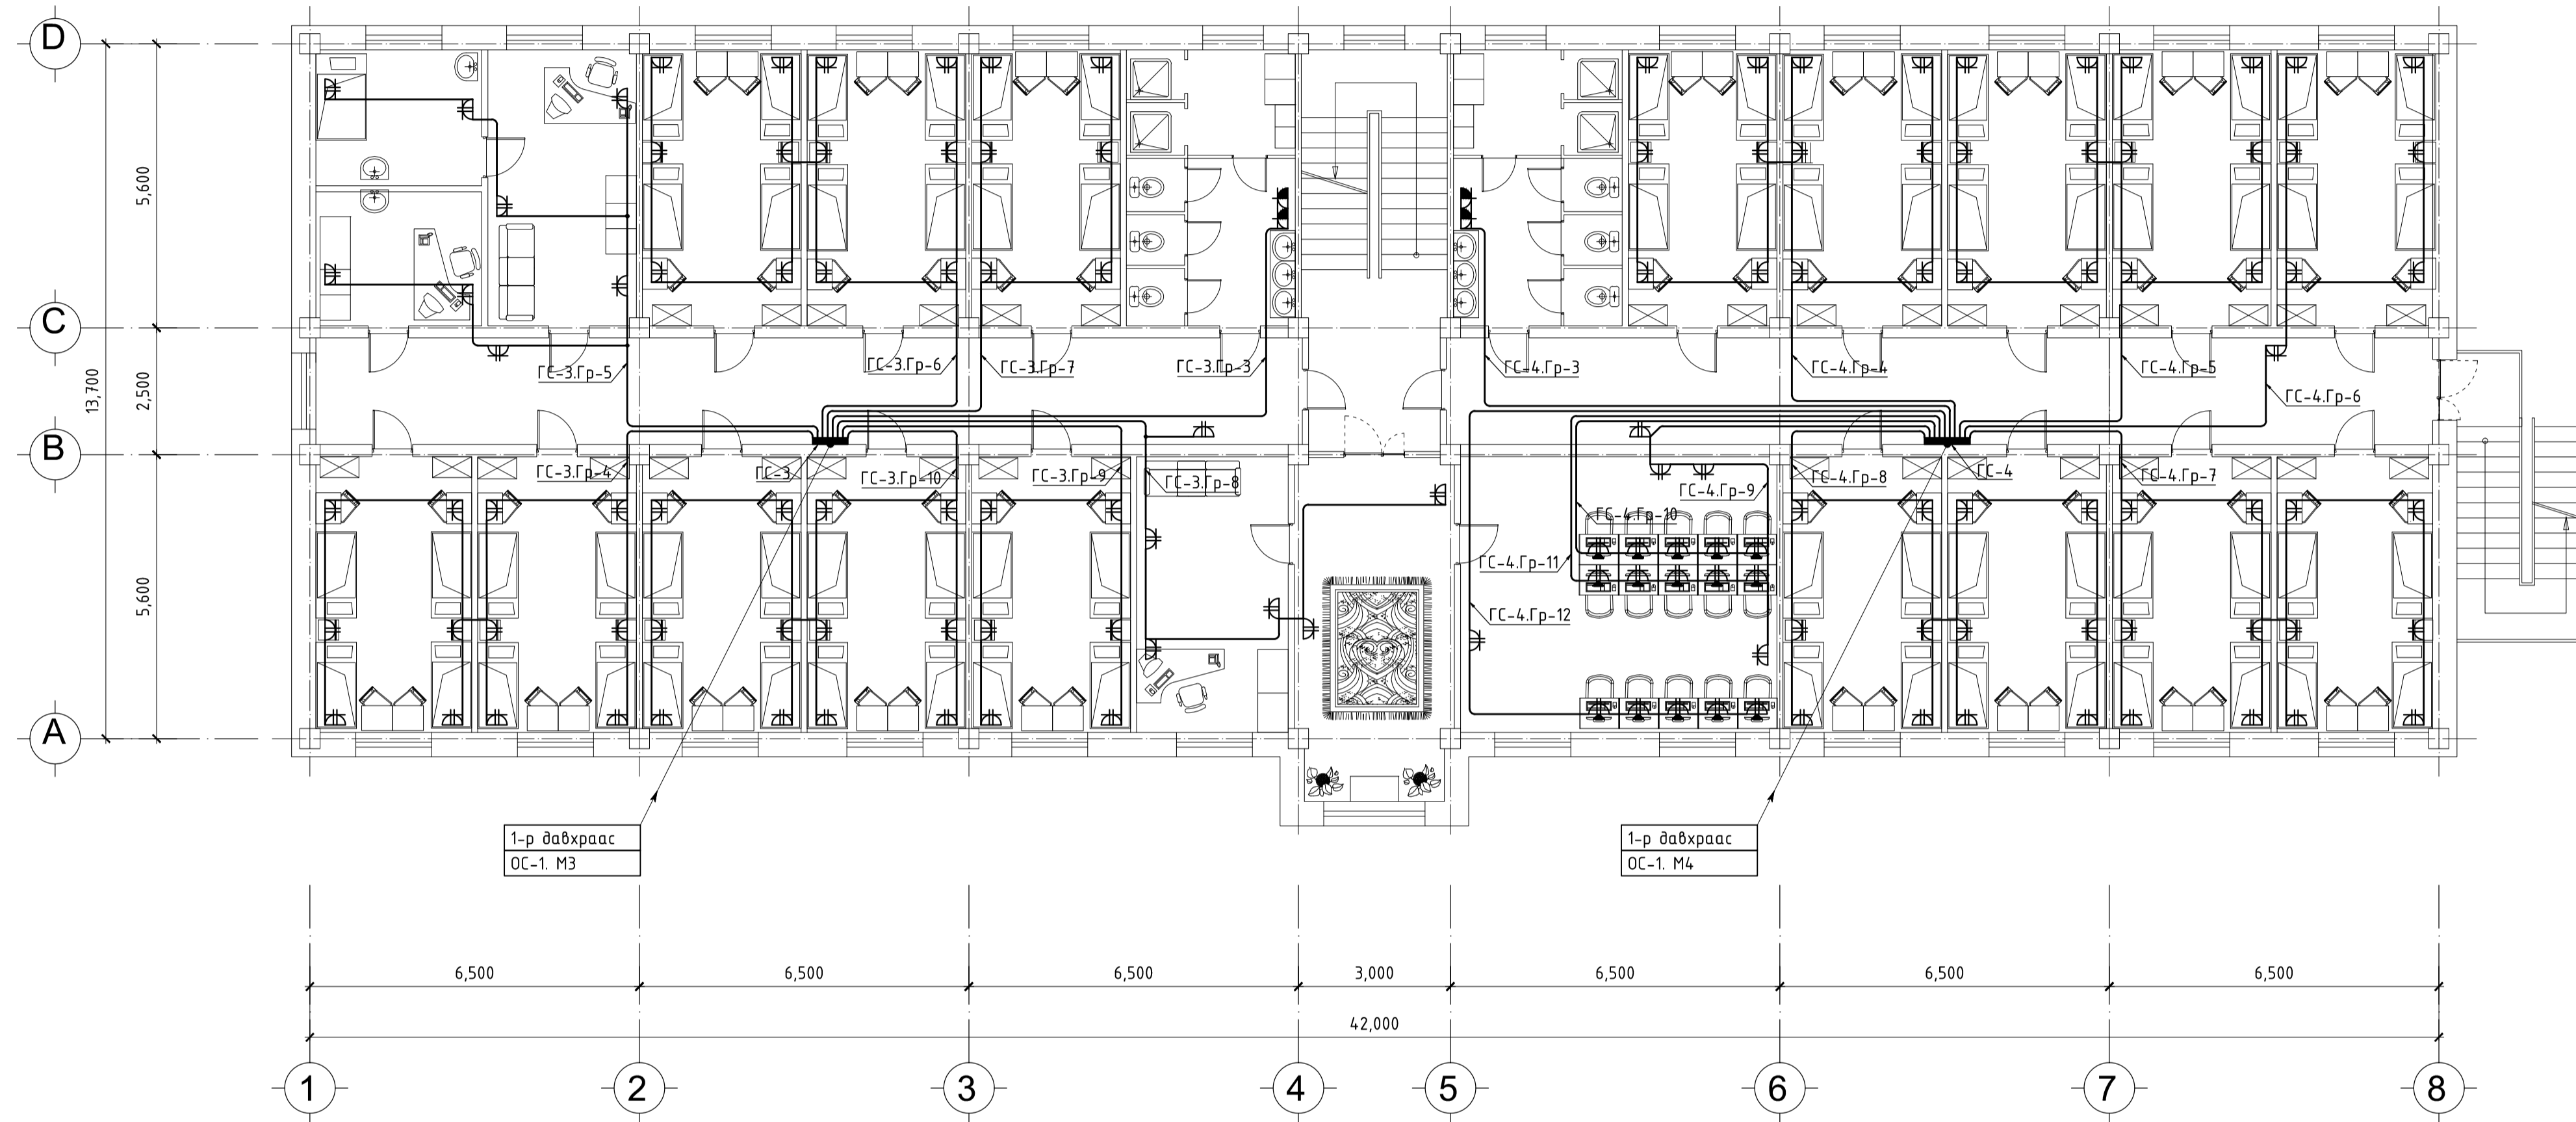 D
C
B
A
5,600
2,500
5,600
13,700
ГС-3.Гр-5
ГС-3.Гр-6
ГС-3.Гр-7
ГС-3.Гр-3
ГС-4.Гр-3
ГС-4.Гр-4
ГС-4.Гр-5
ГС-4.Гр-6
ГС-3.Гр-4
ГС-3
ГС-3.Гр-10
ГС-3.Гр-9
ГС-3.Гр-8
ГС-4.Гр-9
ГС-4.Гр-8
ГС-4
ГС-4.Гр-7
ГС-4.Гр-10
ГС-4.Гр-11
ГС-4.Гр-12
1-р давхраас
ОС-1. М3
1-р давхраас
ОС-1. М4
6,500
6,500
6,500
3,000
6,500
6,500
6,500
42,000
1
2
3
4
5
6
7
8